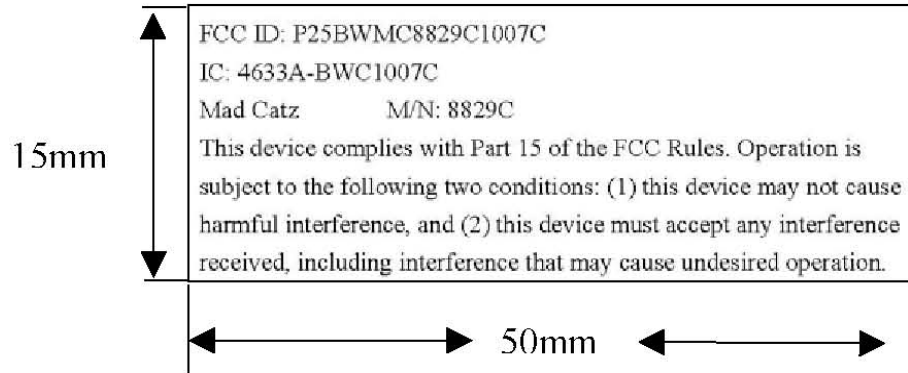 FCC ID: P25BWMC8829C1007C
IC: 4633A-BWC1007C
Mad Catz M/N: 8829C
This device complies with Part 15 of the FCC Rules. Operation is
subject to the following two conditions: (1) this device may not cause
harmful interference, and (2) this device must accept any interference
received, including interference that may cause undesired operation.
15mm
50mm